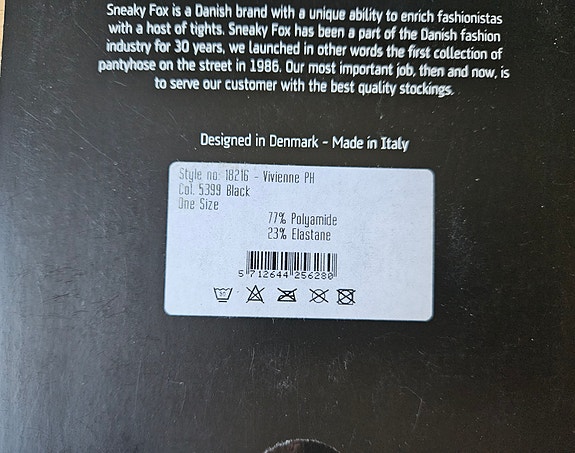 Sneaky Fox is a Danish brand with a unique ability to enrich fashionistas
with a host of tights. Sneaky Fox has been a part of the Danish fashion
industry for 30 years, we launched in other words the first collection of
pantyhose on the street in 1986. Our most important job, then and now, is
to serve our customer with the best quality stockings.
Designed in Denmark - Made in Italy
Style no: 18216 - Vivienne PH
Col. 5399 Black
One Size
77% Polyamide
23% Elastane
5 712644 256280
30